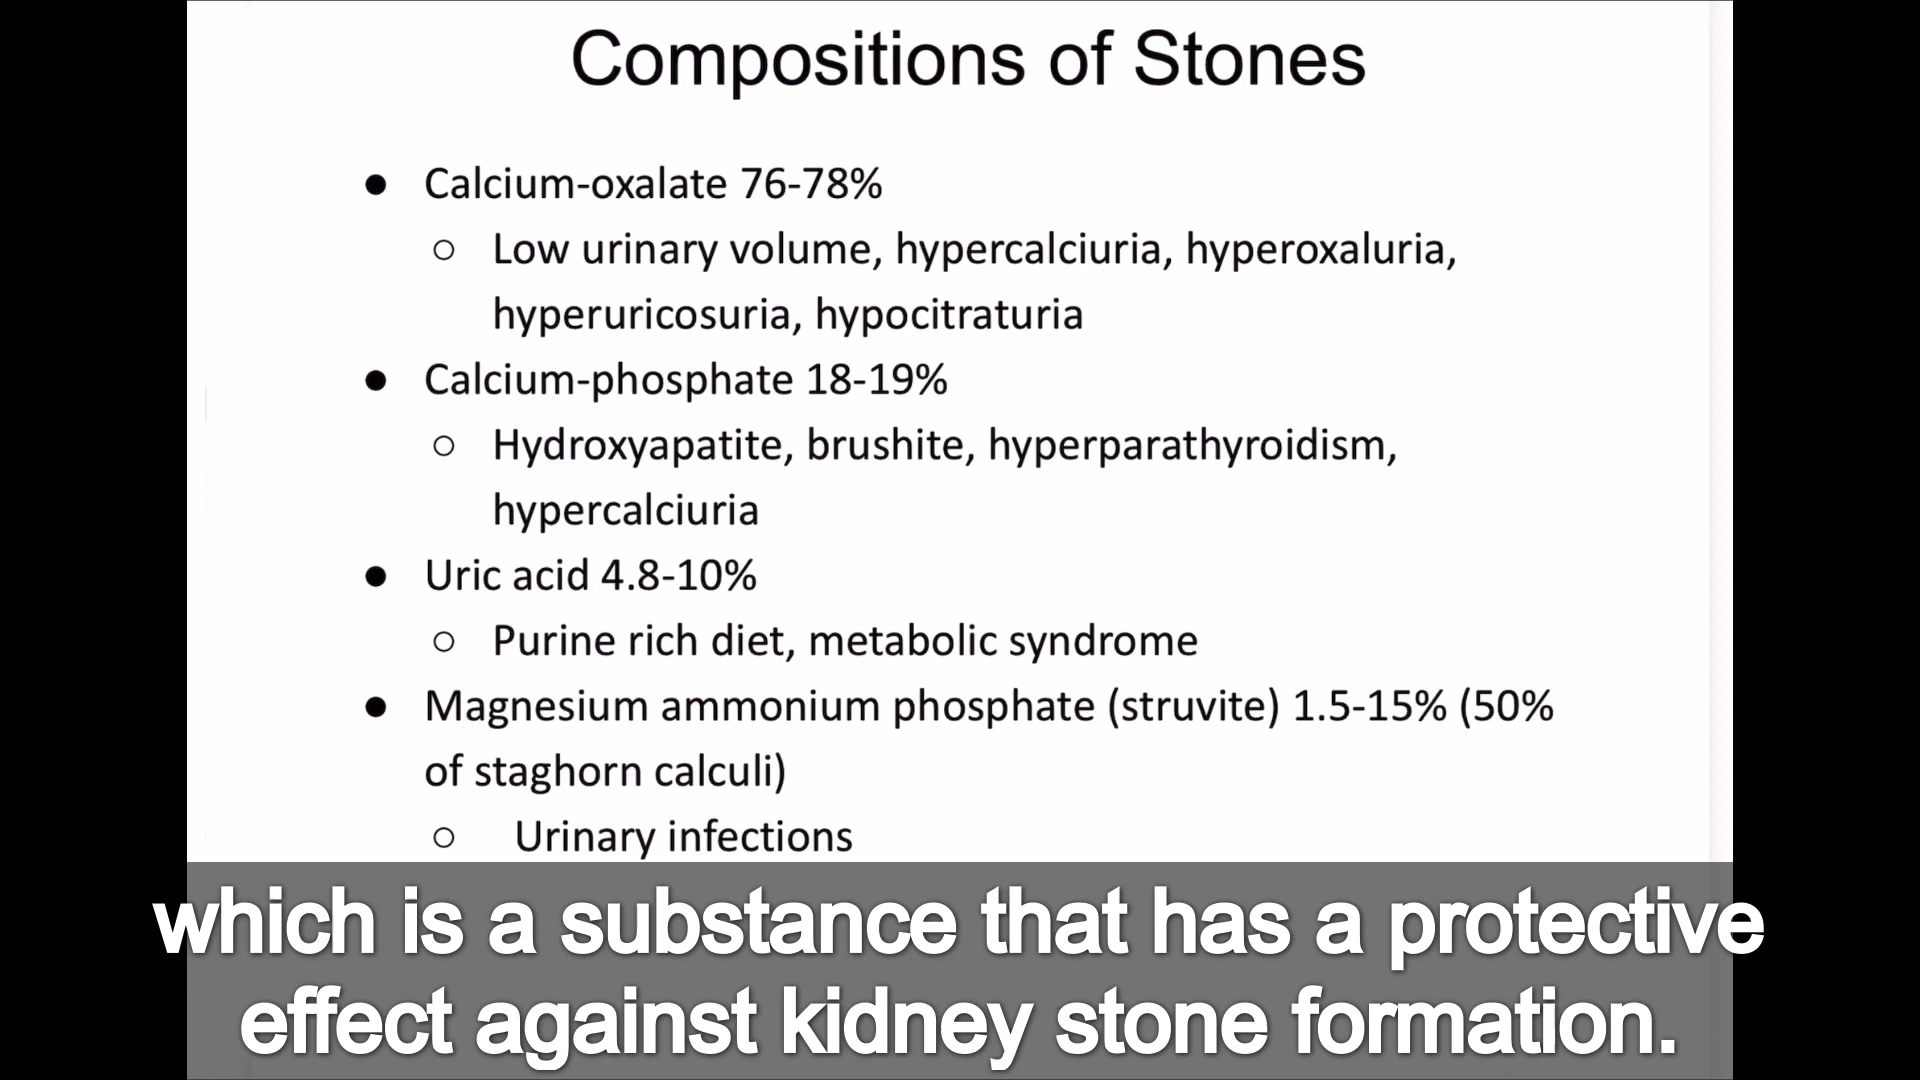 Compositions of Stones
● Calcium-oxalate 76-78%
○ Low urinary volume, hypercalciuria, hyperoxaluria,
hyperuricosuria, hypocitraturia
● Calcium-phosphate 18-19%
○ Hydroxyapatite, brushite, hyperparathyroidism,
hypercalciuria
● Uric acid 4.8-10%
○ Purine rich diet, metabolic syndrome
● Magnesium ammonium phosphate (struvite) 1.5-15% (50%
of staghorn calculi)
○ Urinary infections
which is a substance that has a protective
effect against kidney stone formation.